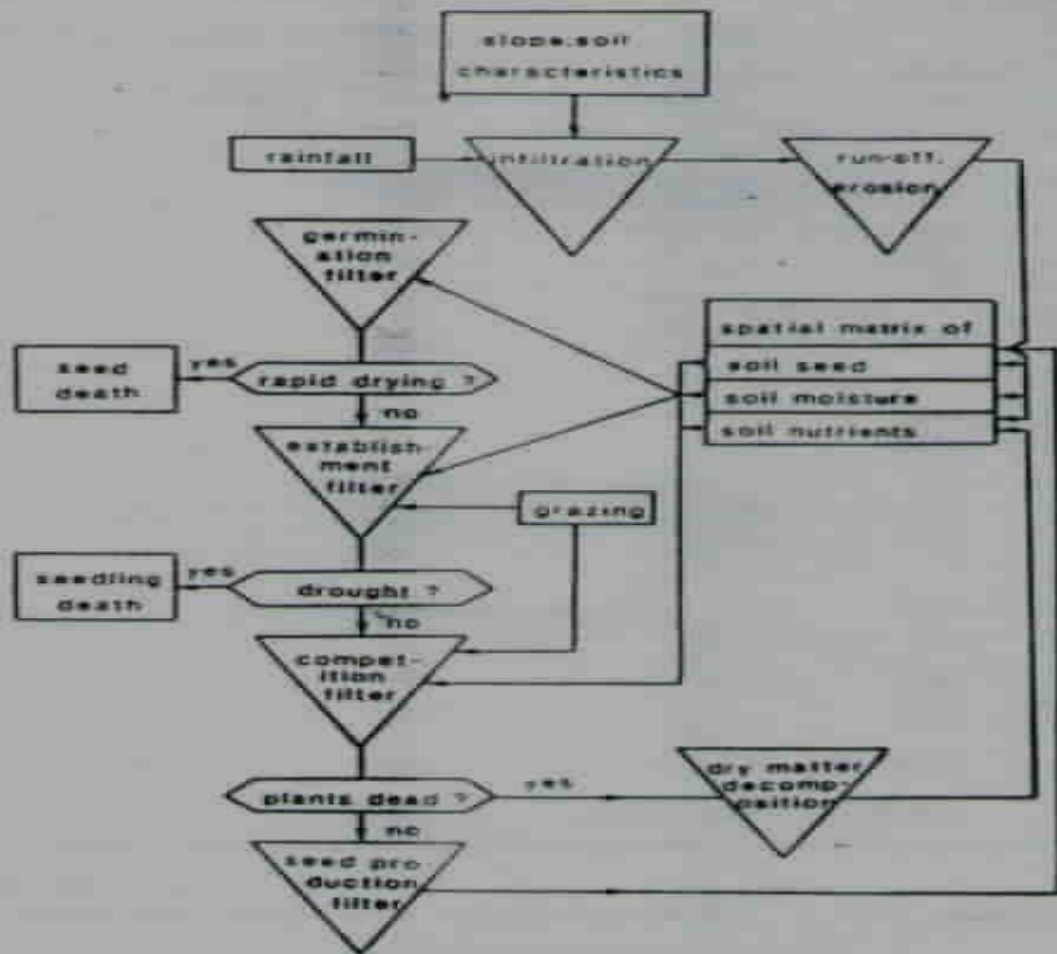 slope, soil
characteristics
rainfall
infiltration
run-off,
erosion
germin-
ation
filter
spatial matrix of
soil seed
soil moisture
soil nutrients
seed
death
yes
rapid drying ?
no
establish-
ment
filter
grazing
seedling
death
yes
drought ?
no
compet-
ition
filter
plants dead ?
yes
dry matter
decomp-
osition
no
seed pro
duction
filter